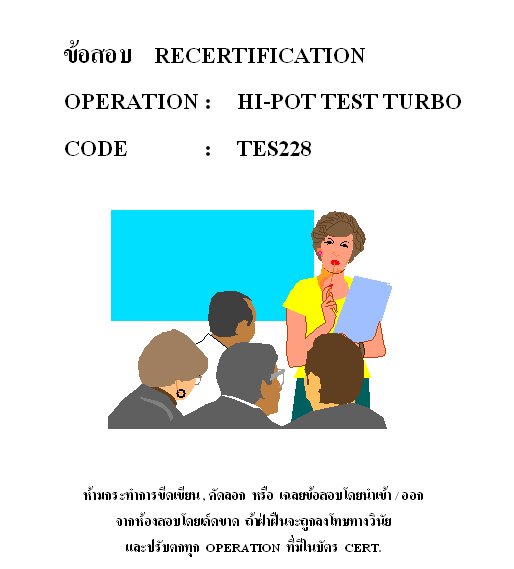 ข้อสอบ RECERTIFICATION
OPERATION : HI-POT TEST TURBO
CODE : TES228
ห้ามกระทำการขีดเขียน , คัดลอก หรือ เฉลยข้อสอบโดยนำเข้า / ออก
จากห้องสอบโดยเด็ดขาด ถ้าฝ่าฝืนจะถูกลงโทษทางวินัย
และปรับตกทุก OPERATION ที่มีในบัตร CERT.